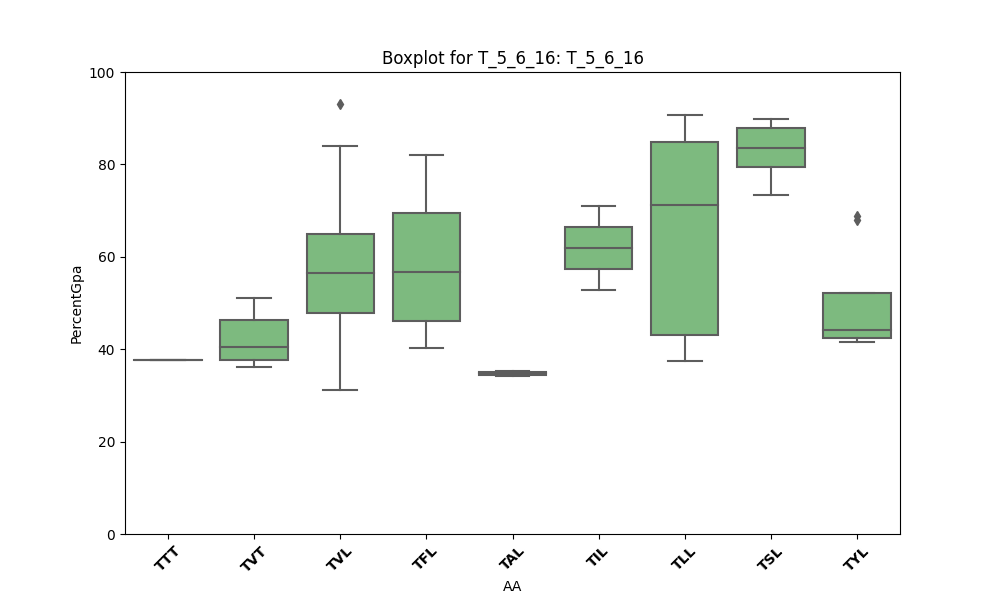 Boxplot for T_5_6_16: T_5_6_16
100
80
60
40
20
0
PercentGpa
TTT
TVT
TVL
TFL
TAL
TIL
TLL
TSL
TYL
AA